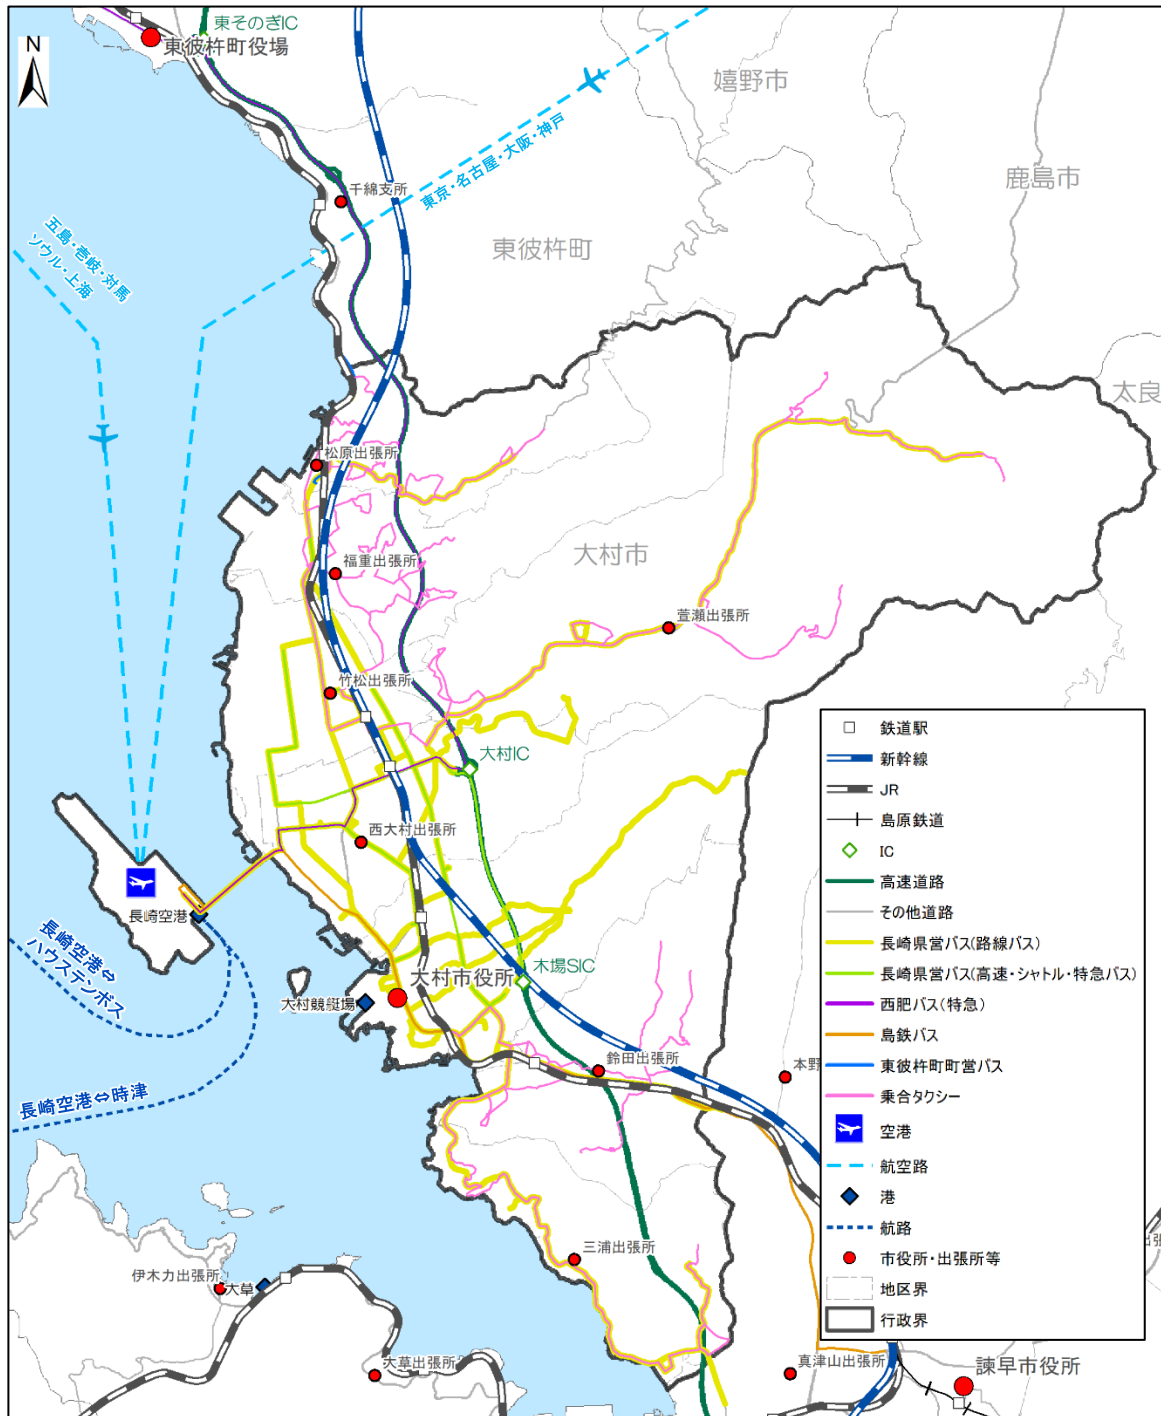 東そのぎIC
東彼杵町役場
N
嬉野市
千綿支所
東京・名古屋・大阪・神戸
鹿島市
五島・壱岐・対馬
ソウル・上海
東彼杵町
太良
松原出張所
大村市
福重出張所
萱瀬出張所
竹松出張所
大村IC
西大村出張所
長崎空港
長崎空港⇔
ハウステンボス
大村市役所
木場SIC
大村競艇場
鈴田出張所
本野
長崎空港⇔時津
三浦出張所
伊木力出張所
大草
大草出張所
真津山出張所
諫早市役所
鉄道駅
新幹線
JR
島原鉄道
IC
高速道路
その他道路
長崎県営バス(路線バス)
長崎県営バス(高速・シャトル・特急バス)
西肥バス(特急)
島鉄バス
東彼杵町町営バス
乗合タクシー
空港
航空路
港
航路
市役所・出張所等
地区界
行政界